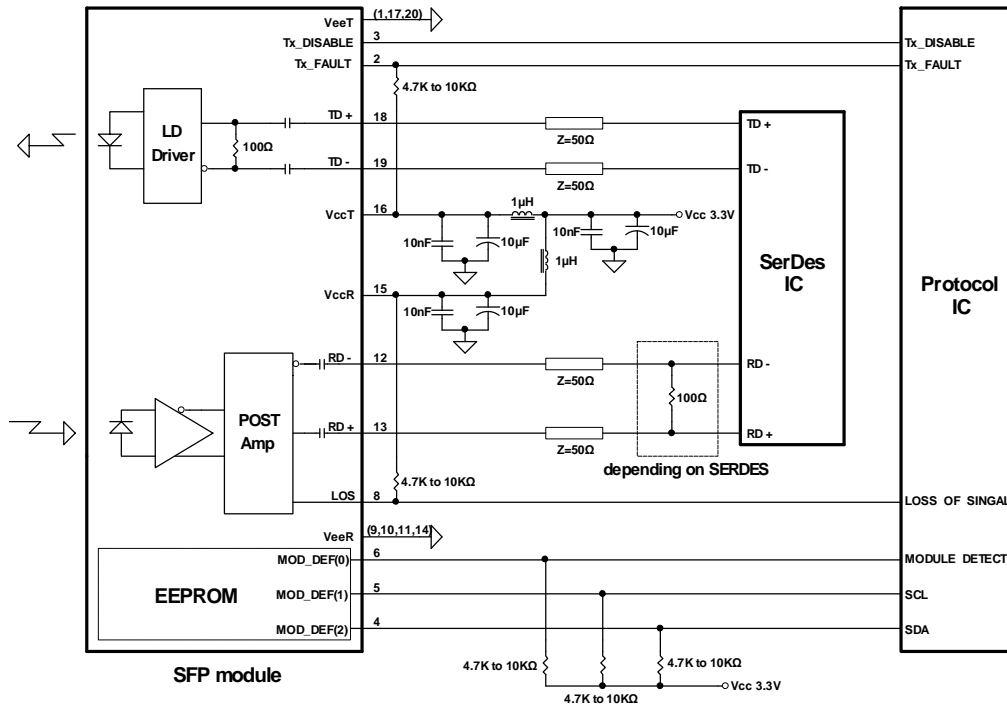 VeeT
(1,17,20)
Tx_DISABLE
3
Tx_DISABLE
Tx_FAULT
2
Tx_FAULT
4.7K to 10KΩ
LD
Driver
100Ω
TD +
18
Z=50Ω
TD +
TD -
19
Z=50Ω
TD -
VccT
16
1µH
Vcc 3.3V
10nF
10µF
10nF
10µF
1µH
SerDes
IC
Protocol
IC
VccR
15
10nF
10µF
RD -
12
Z=50Ω
RD -
100Ω
POST
Amp
RD +
13
Z=50Ω
RD +
depending on SERDES
4.7K to 10KΩ
LOS
8
LOSS OF SINGAL
VeeR
(9,10,11,14)
MOD_DEF(0)
6
MODULE DETECT
EEPROM
MOD_DEF(1)
5
SCL
MOD_DEF(2)
4
SDA
SFP module
4.7K to 10KΩ
4.7K to 10KΩ
4.7K to 10KΩ
Vcc 3.3V